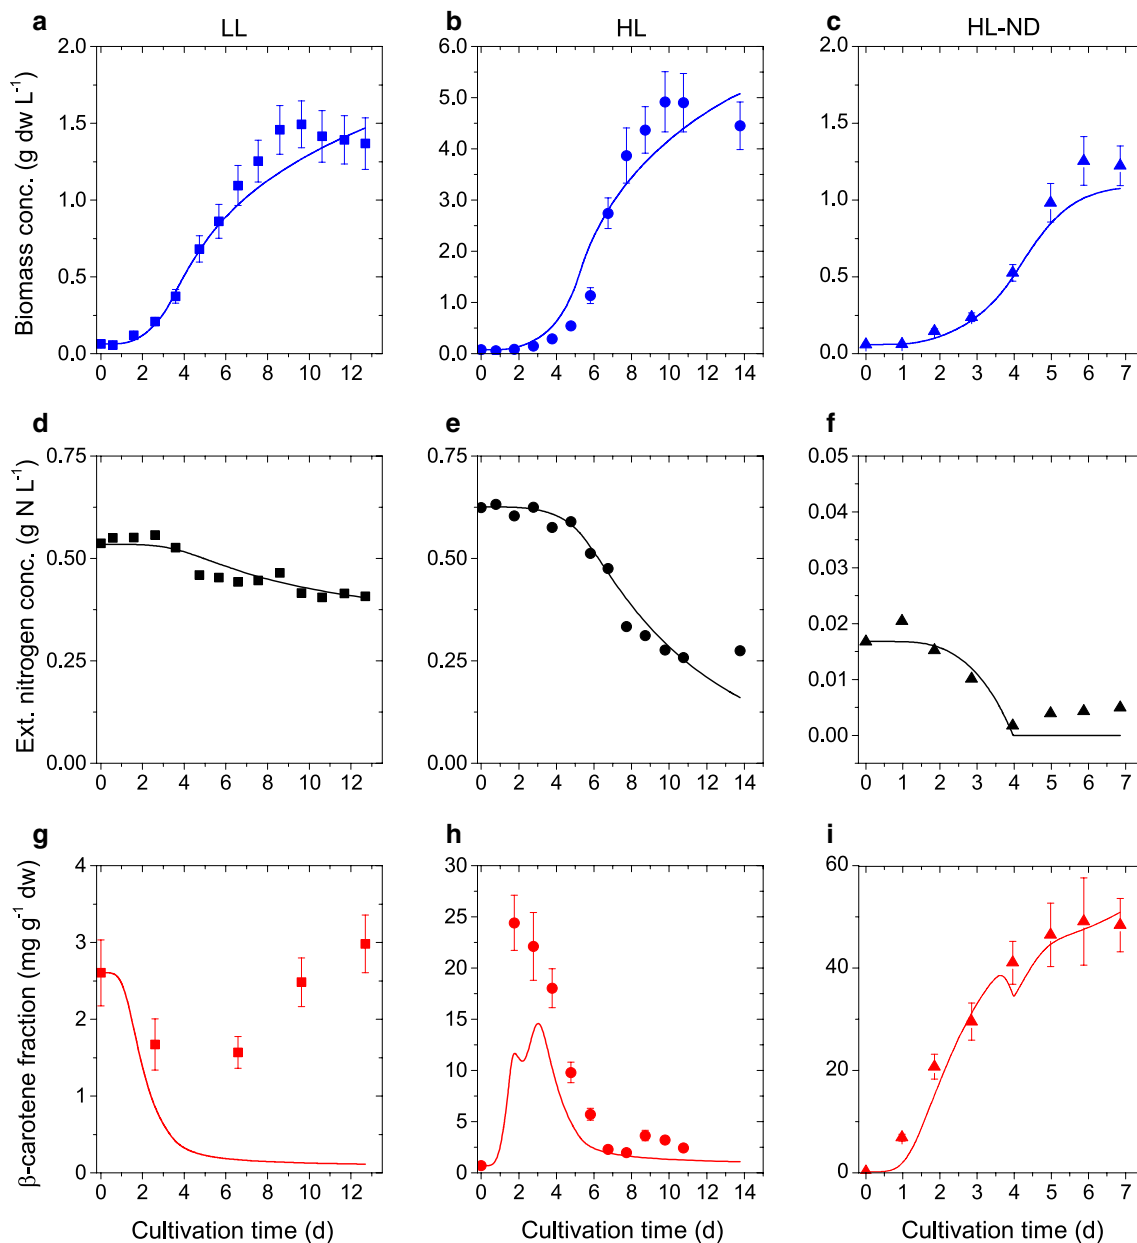 a LL b HL c HL-ND
Biomass conc. (g dw L⁻¹)
2.0
1.5
1.0
0.5
0.0
0 2 4 6 8 10 12
6.0
5.0
4.0
3.0
2.0
1.0
0.0
0 2 4 6 8 10 12 14
2.0
1.5
1.0
0.5
0.0
0 1 2 3 4 5 6 7
d e f
Ext. nitrogen conc. (g N L⁻¹)
0.75
0.50
0.25
0.00
0 2 4 6 8 10 12
0.75
0.50
0.25
0.00
0 2 4 6 8 10 12 14
0.05
0.04
0.03
0.02
0.01
0.00
0 1 2 3 4 5 6 7
g h i
β-carotene fraction (mg g⁻¹ dw)
4
3
2
1
0
0 2 4 6 8 10 12
30
25
20
15
10
5
0
0 2 4 6 8 10 12 14
60
40
20
0
0 1 2 3 4 5 6 7
Cultivation time (d) Cultivation time (d) Cultivation time (d)